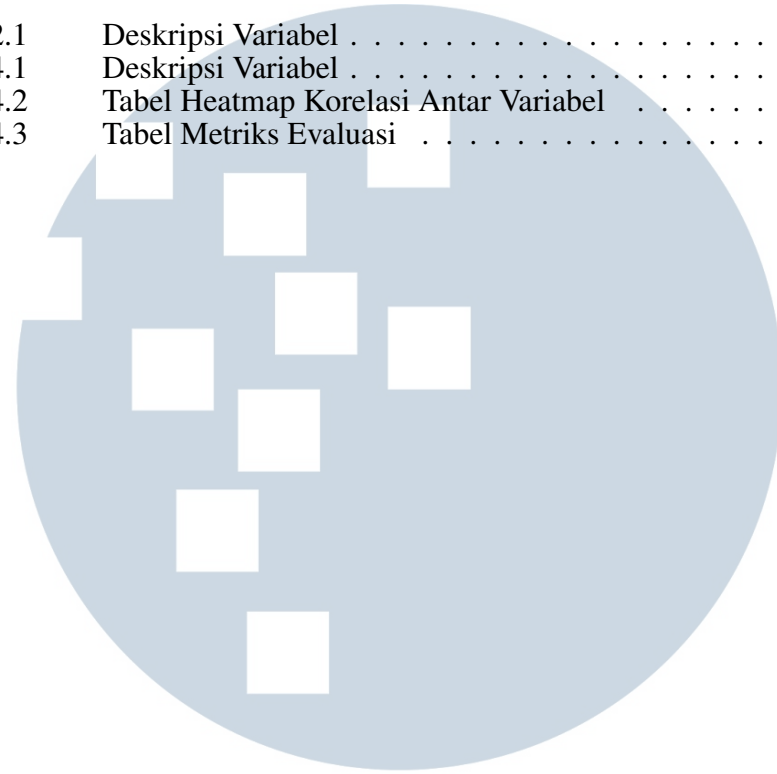 2.1 Deskripsi Variabel . . . . . . . . . . . . . . . . . .
4.1 Deskripsi Variabel . . . . . . . . . . . . . . . . . .
4.2 Tabel Heatmap Korelasi Antar Variabel . . . . . .
4.3 Tabel Metriks Evaluasi . . . . . . . . . . . . . . .